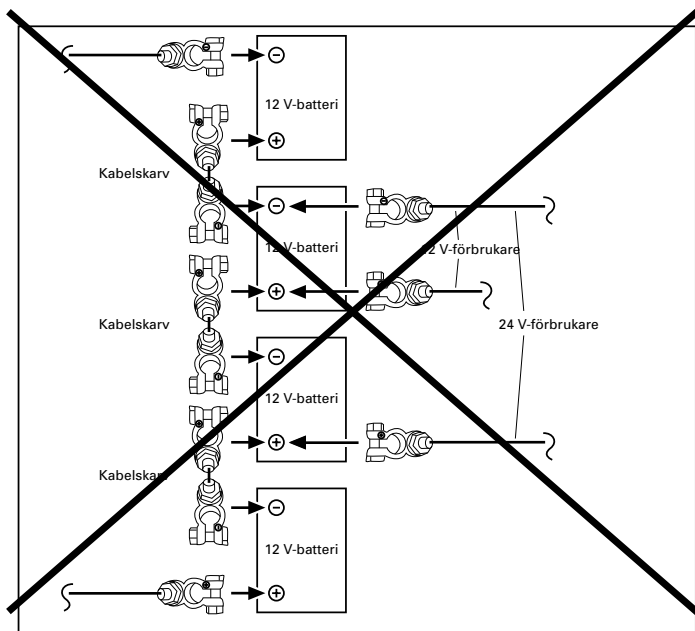 12 V-batteri
Kabelskarv
12 V-batteri
12 V-förbrukare
24 V-förbrukare
Kabelskarv
12 V-batteri
Kabelskarv
12 V-batteri